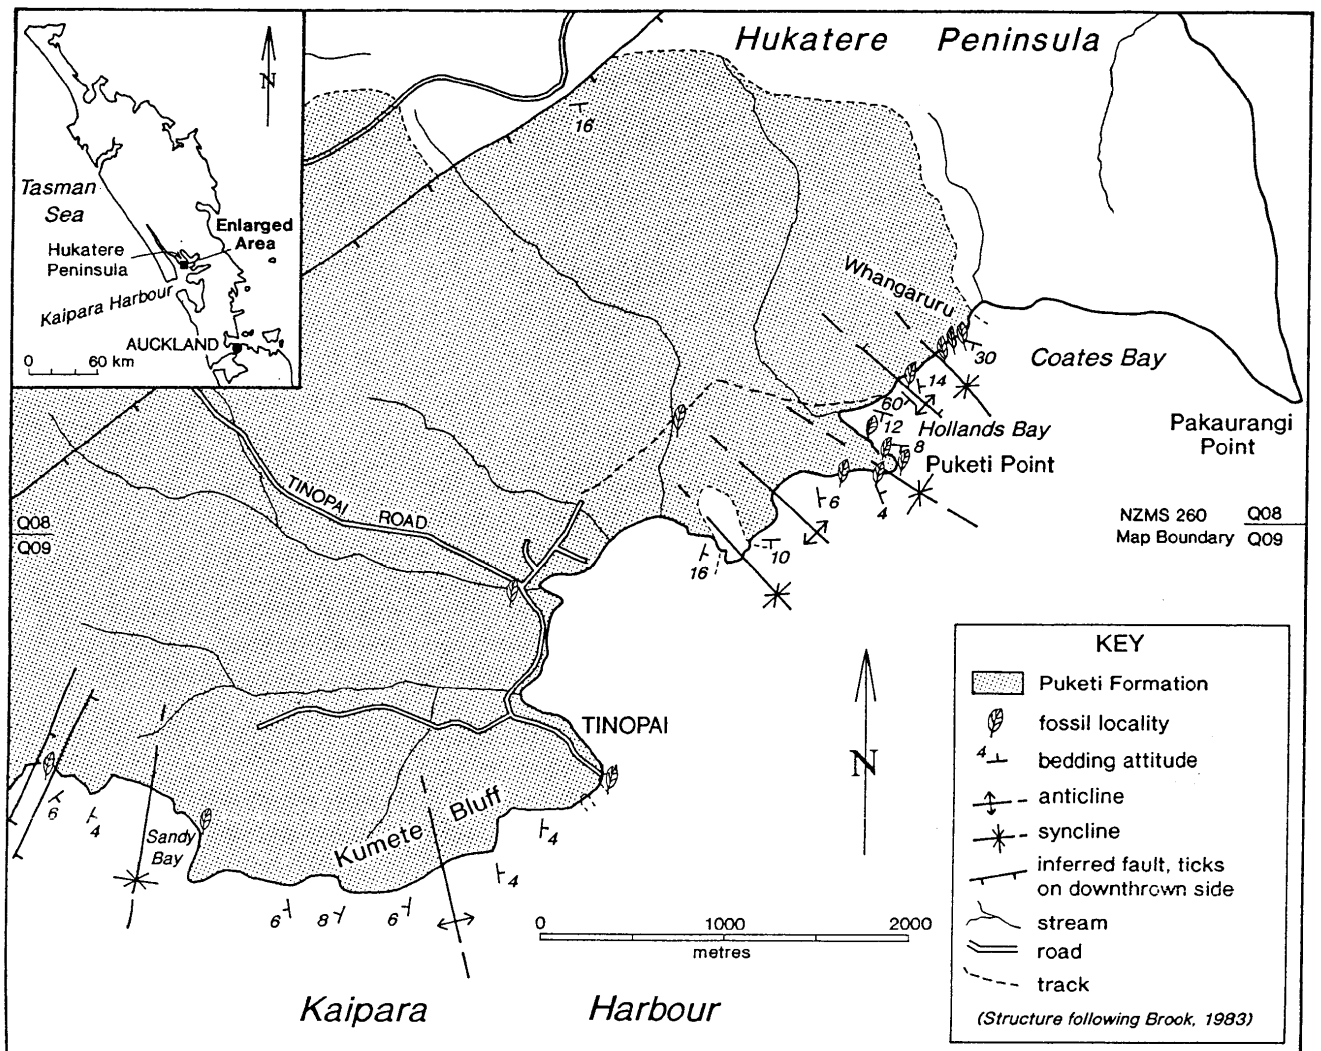 Hukatere Peninsula
N
Tasman
Sea
Enlarged
Area
Hukatere
Peninsula
Kaipara Harbour
AUCKLAND
0 60 km
16
Whangaruru
30
Coates Bay
14
60
12
Hollands Bay
8
Puketi Point
Pakaurangi
Point
6
4
TINOPAI ROAD
Q08
Q09
NZMS 260 Q08
Map Boundary Q09
10
16
N
TINOPAI
Kumete Bluff
Sandy
Bay
6
4
4
4
6
8
6
0 1000 2000
metres
Kaipara Harbour
KEY
Puketi Formation
fossil locality
4 bedding attitude
anticline
syncline
inferred fault, ticks
on downthrown side
stream
road
track
(Structure following Brook, 1983)